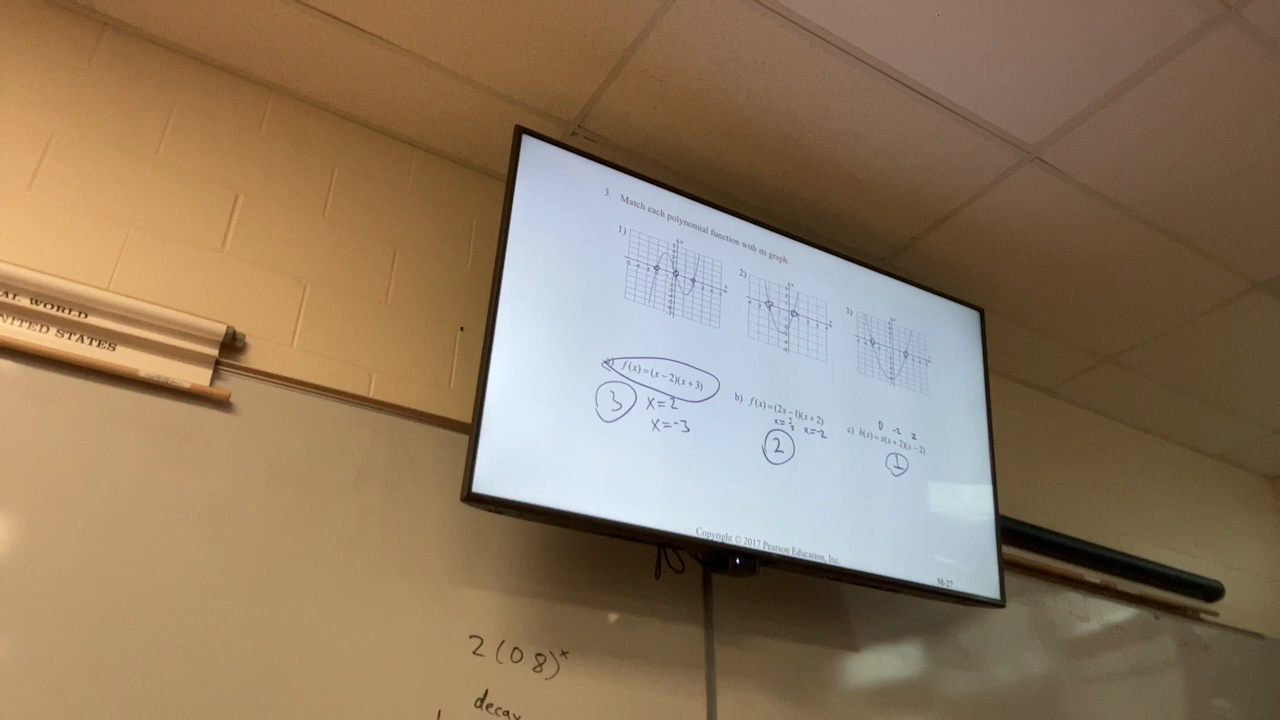 AL WORLD
NITED STATES
3. Match each polynomial function with its graph.
1)
2)
3)
a) f(x) = (x − 2)(x + 3)
3 x=2
x=-3
b) f(x) = (2x − 1)(x + 2)
x=½ x=-2
2
0 -2 2
c) h(x) = x(x + 2)(x − 2)
1
Copyright © 2017 Pearson Education, Inc.
M-27
2(0.8)^x
decay